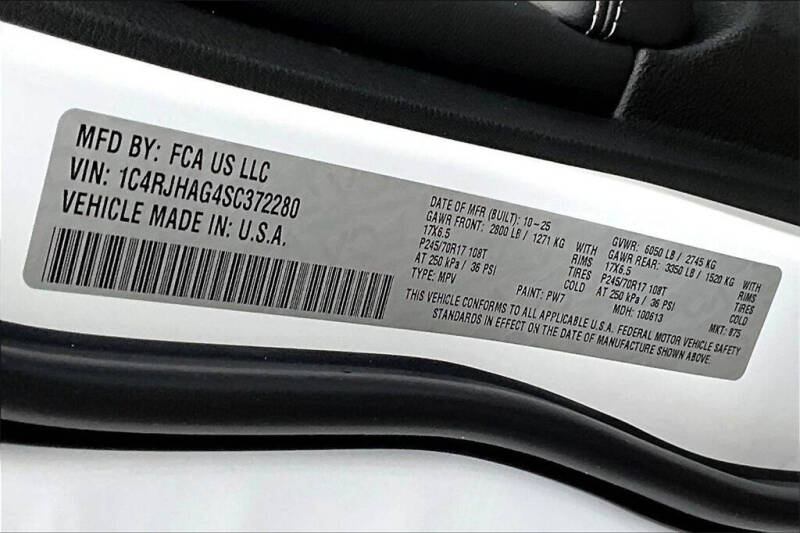 MFD BY: FCA US LLC
VIN: 1C4RJHAG4SC372280
VEHICLE MADE IN: U.S.A.
DATE OF MFR (BUILT): 10-25
GAWR FRONT: 2800 LB / 1271 KG WITH
17X6.5 RIMS
P245/70R17 108T TIRES
AT 250 kPa / 36 PSI COLD
TYPE: MPV PAINT: PW7
GVWR: 6050 LB / 2745 KG
GAWR REAR: 3350 LB / 1520 KG WITH
17X6.5 RIMS
P245/70R17 108T TIRES
AT 250 kPa / 36 PSI COLD
MDH: 100613 MKT: 875
THIS VEHICLE CONFORMS TO ALL APPLICABLE U.S.A. FEDERAL MOTOR VEHICLE SAFETY
STANDARDS IN EFFECT ON THE DATE OF MANUFACTURE SHOWN ABOVE.